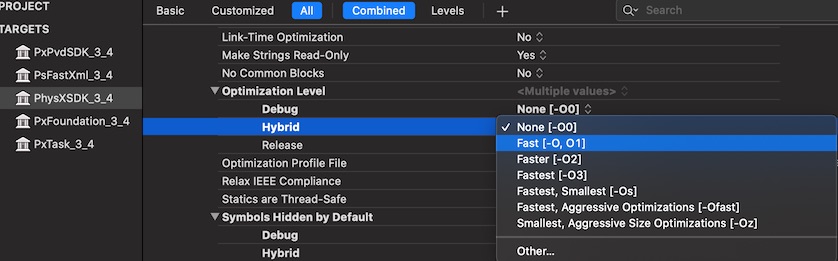 PROJECT
TARGETS
PxPvdSDK_3_4
PsFastXml_3_4
PhysXSDK_3_4
PxFoundation_3_4
PxTask_3_4
Basic Customized All Combined Levels + Search
Link-Time Optimization No
Make Strings Read-Only Yes
No Common Blocks No
Optimization Level <Multiple values>
Debug None [-O0]
Hybrid
Release
Optimization Profile File
Relax IEEE Compliance
Statics are Thread-Safe
Symbols Hidden by Default
Debug
Hybrid
✓ None [-O0]
Fast [-O, O1]
Faster [-O2]
Fastest [-O3]
Fastest, Smallest [-Os]
Fastest, Aggressive Optimizations [-Ofast]
Smallest, Aggressive Size Optimizations [-Oz]
Other...